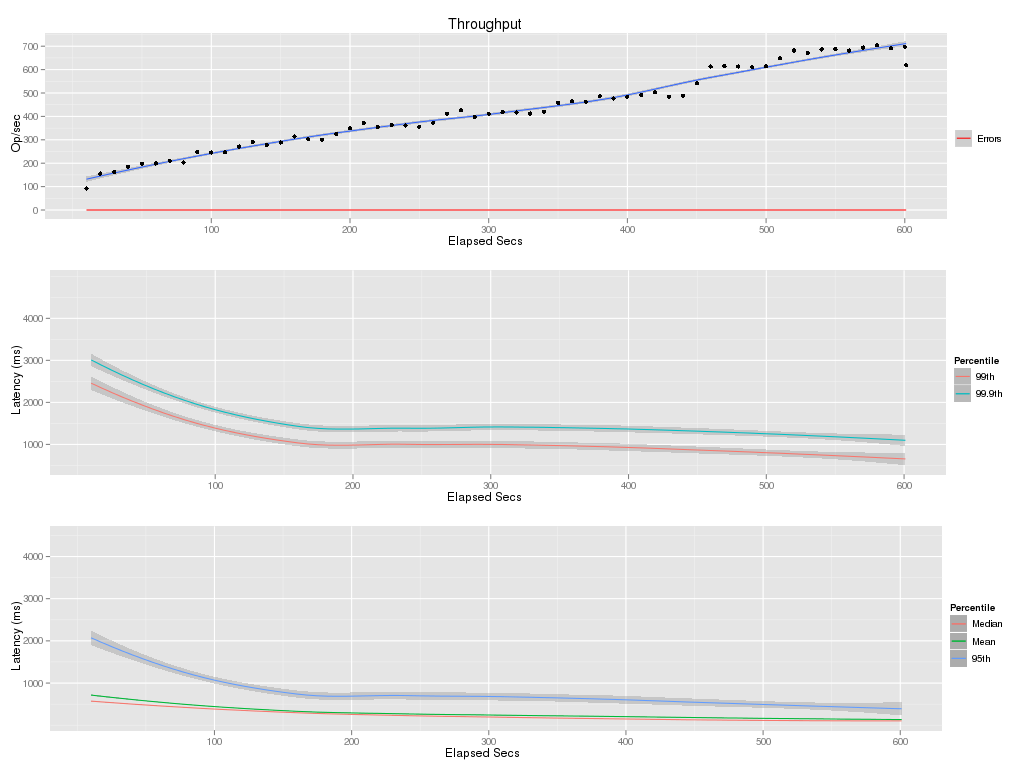 Throughput
Op/sec
700
600
500
400
300
200
100
0
100 200 300 400 500 600
Elapsed Secs
Errors
Latency (ms)
4000
3000
2000
1000
100 200 300 400 500 600
Elapsed Secs
Percentile
99th
99.9th
Latency (ms)
4000
3000
2000
1000
100 200 300 400 500 600
Elapsed Secs
Percentile
Median
Mean
95th